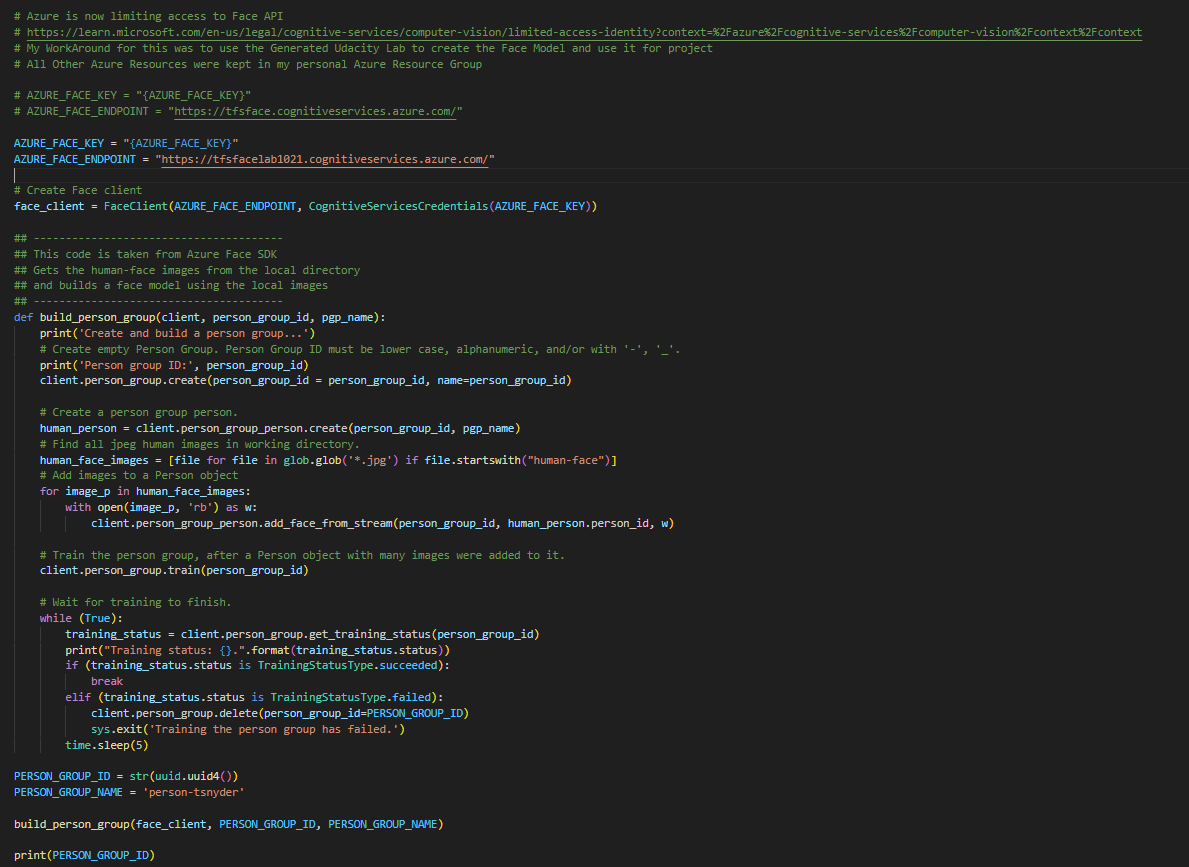 # Azure is now limiting access to Face API
# https://learn.microsoft.com/en-us/legal/cognitive-services/computer-vision/limited-access-identity?context=%2Fazure%2Fcognitive-services%2Fcomputer-vision%2Fcontext%2Fcontext
# My WorkAround for this was to use the Generated Udacity Lab to create the Face Model and use it for project
# All Other Azure Resources were kept in my personal Azure Resource Group

# AZURE_FACE_KEY = "{AZURE_FACE_KEY}"
# AZURE_FACE_ENDPOINT = "https://tfsface.cognitiveservices.azure.com/"

AZURE_FACE_KEY = "{AZURE_FACE_KEY}"
AZURE_FACE_ENDPOINT = "https://tfsfacelab1021.cognitiveservices.azure.com/"

# Create Face client
face_client = FaceClient(AZURE_FACE_ENDPOINT, CognitiveServicesCredentials(AZURE_FACE_KEY))

## ---------------------------------------
## This code is taken from Azure Face SDK
## Gets the human-face images from the local directory
## and builds a face model using the local images
## ---------------------------------------
def build_person_group(client, person_group_id, pgp_name):
    print('Create and build a person group...')
    # Create empty Person Group. Person Group ID must be lower case, alphanumeric, and/or with '-', '_'.
    print('Person group ID:', person_group_id)
    client.person_group.create(person_group_id = person_group_id, name=person_group_id)

    # Create a person group person.
    human_person = client.person_group_person.create(person_group_id, pgp_name)
    # Find all jpeg human images in working directory.
    human_face_images = [file for file in glob.glob('*.jpg') if file.startswith("human-face")]
    # Add images to a Person object
    for image_p in human_face_images:
        with open(image_p, 'rb') as w:
            client.person_group_person.add_face_from_stream(person_group_id, human_person.person_id, w)

    # Train the person group, after a Person object with many images were added to it.
    client.person_group.train(person_group_id)

    # Wait for training to finish.
    while (True):
        training_status = client.person_group.get_training_status(person_group_id)
        print("Training status: {}.".format(training_status.status))
        if (training_status.status is TrainingStatusType.succeeded):
            break
        elif (training_status.status is TrainingStatusType.failed):
            client.person_group.delete(person_group_id=PERSON_GROUP_ID)
            sys.exit('Training the person group has failed.')
        time.sleep(5)

PERSON_GROUP_ID = str(uuid.uuid4())
PERSON_GROUP_NAME = 'person-tsnyder'

build_person_group(face_client, PERSON_GROUP_ID, PERSON_GROUP_NAME)

print(PERSON_GROUP_ID)